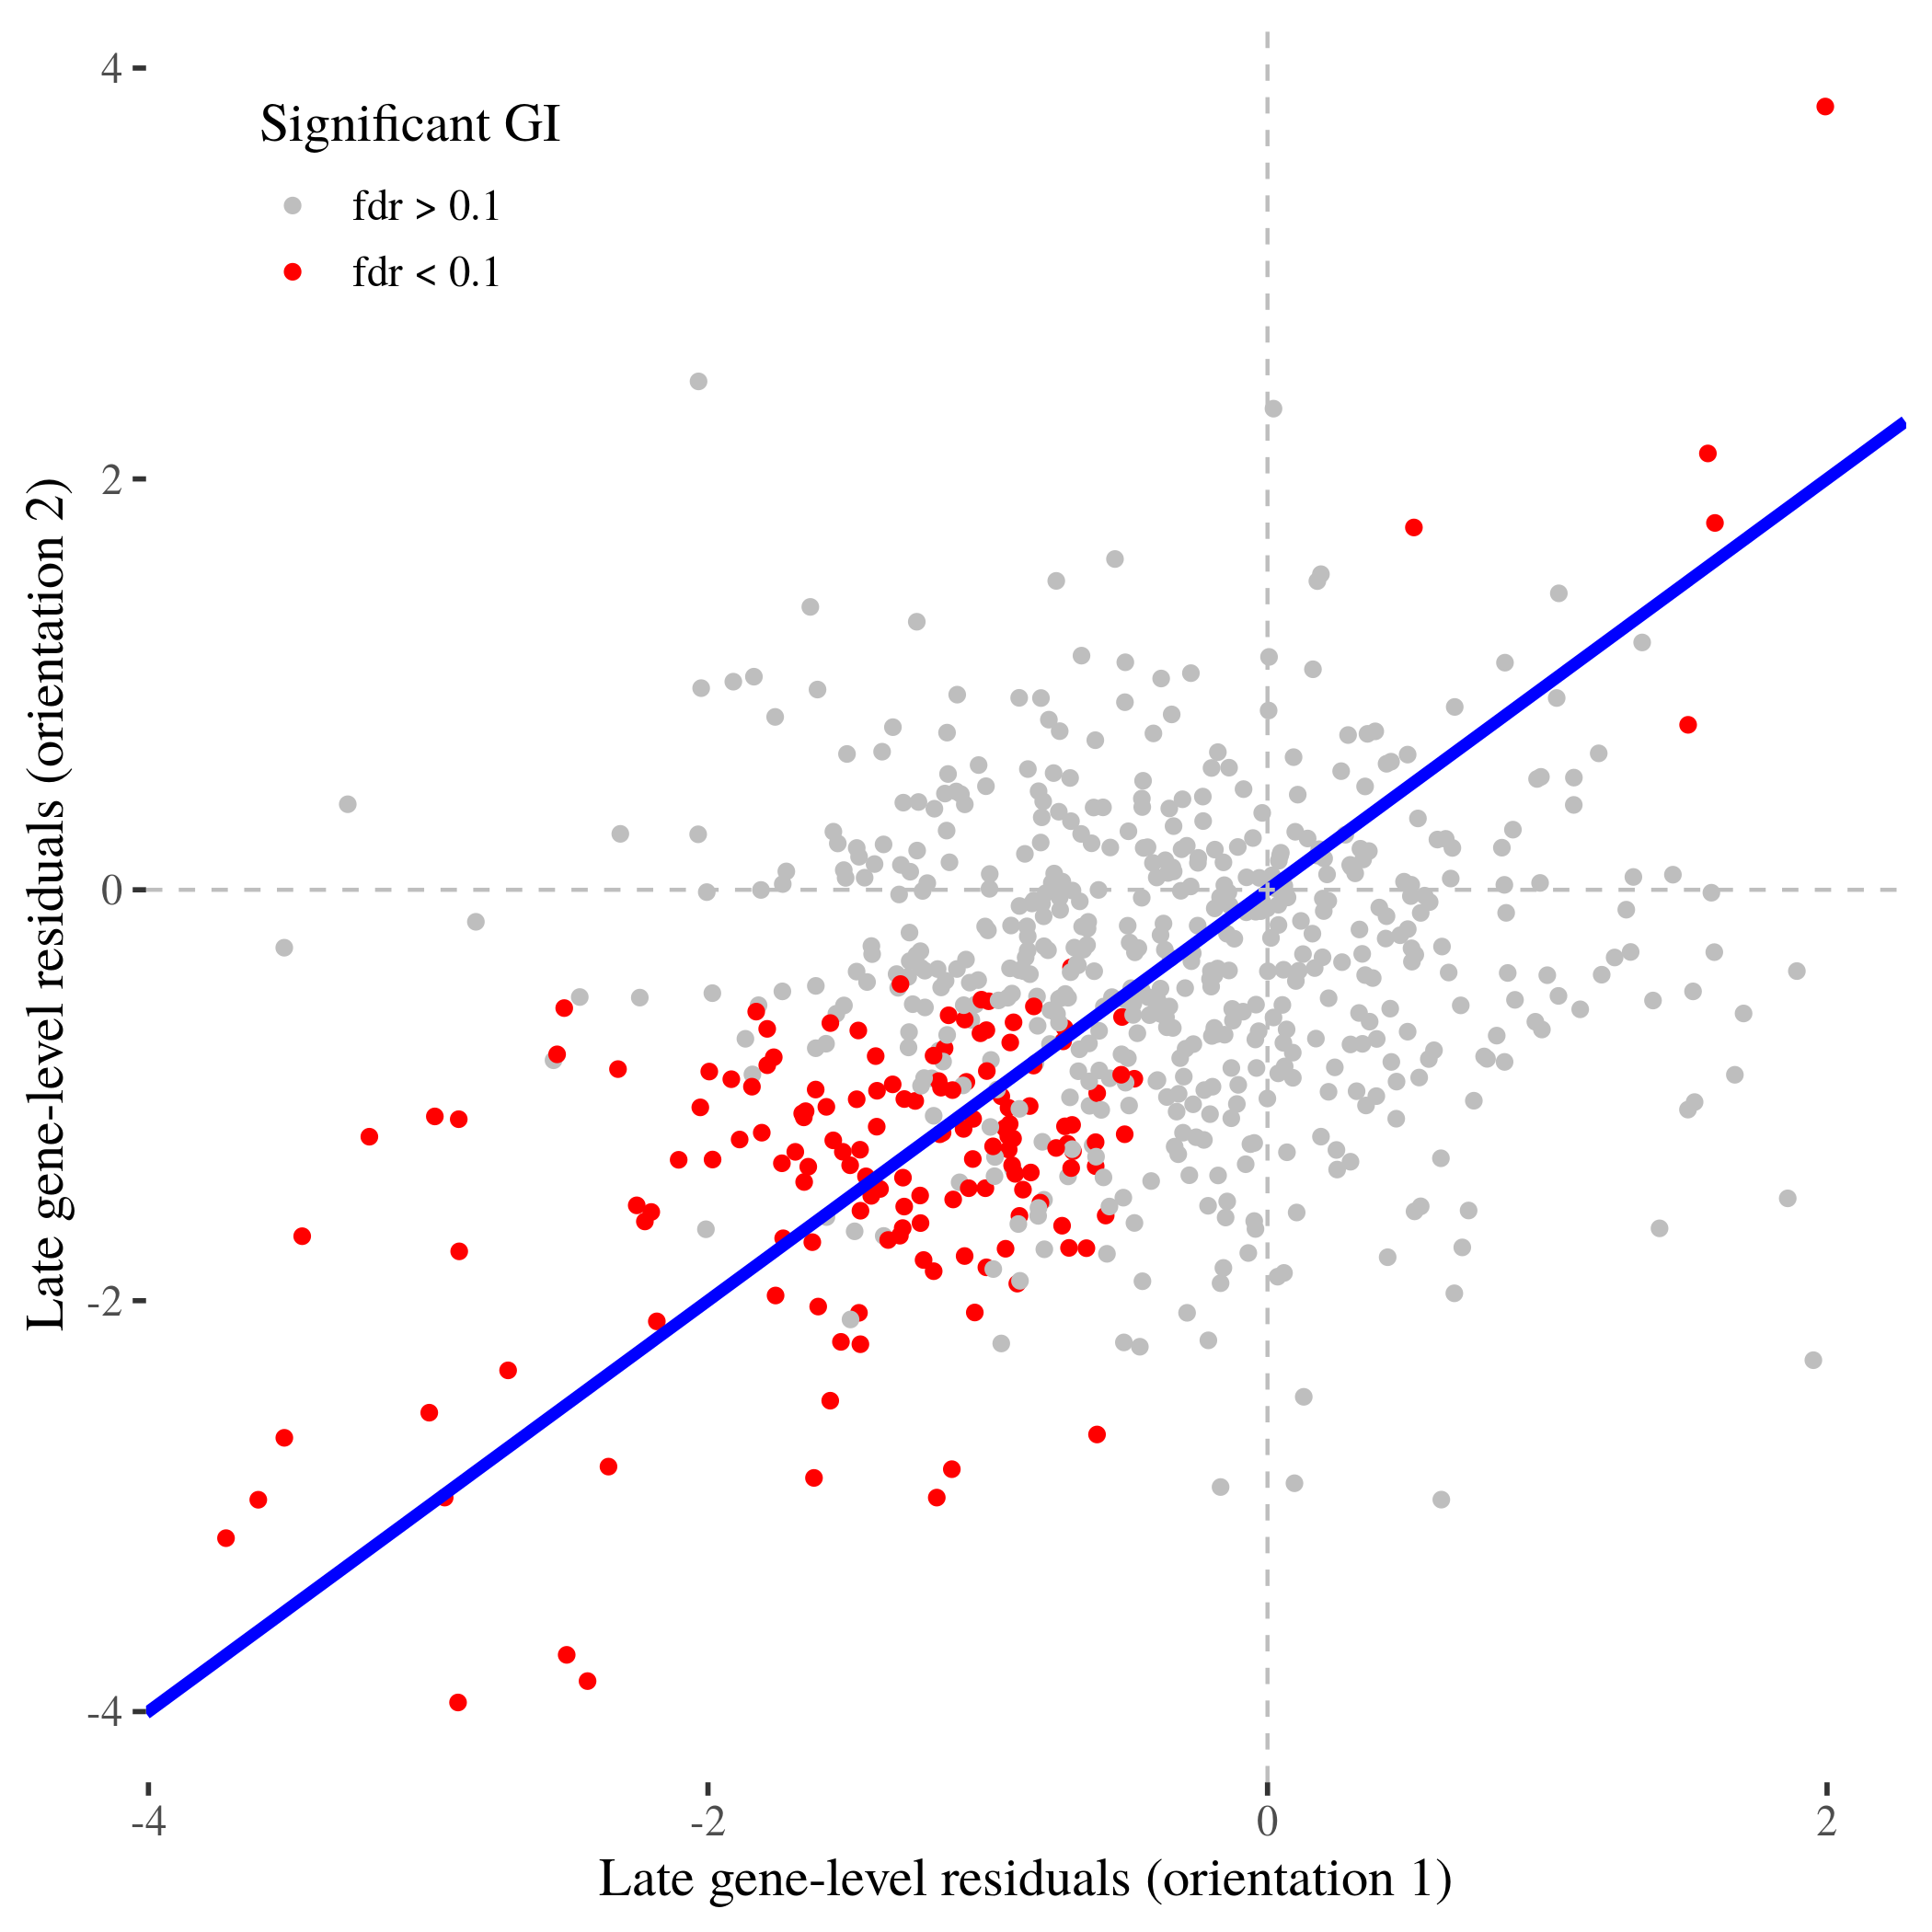 Significant GI
fdr > 0.1
fdr < 0.1
4
2
0
-2
-4
Late gene-level residuals (orientation 2)
-4
-2
0
2
Late gene-level residuals (orientation 1)